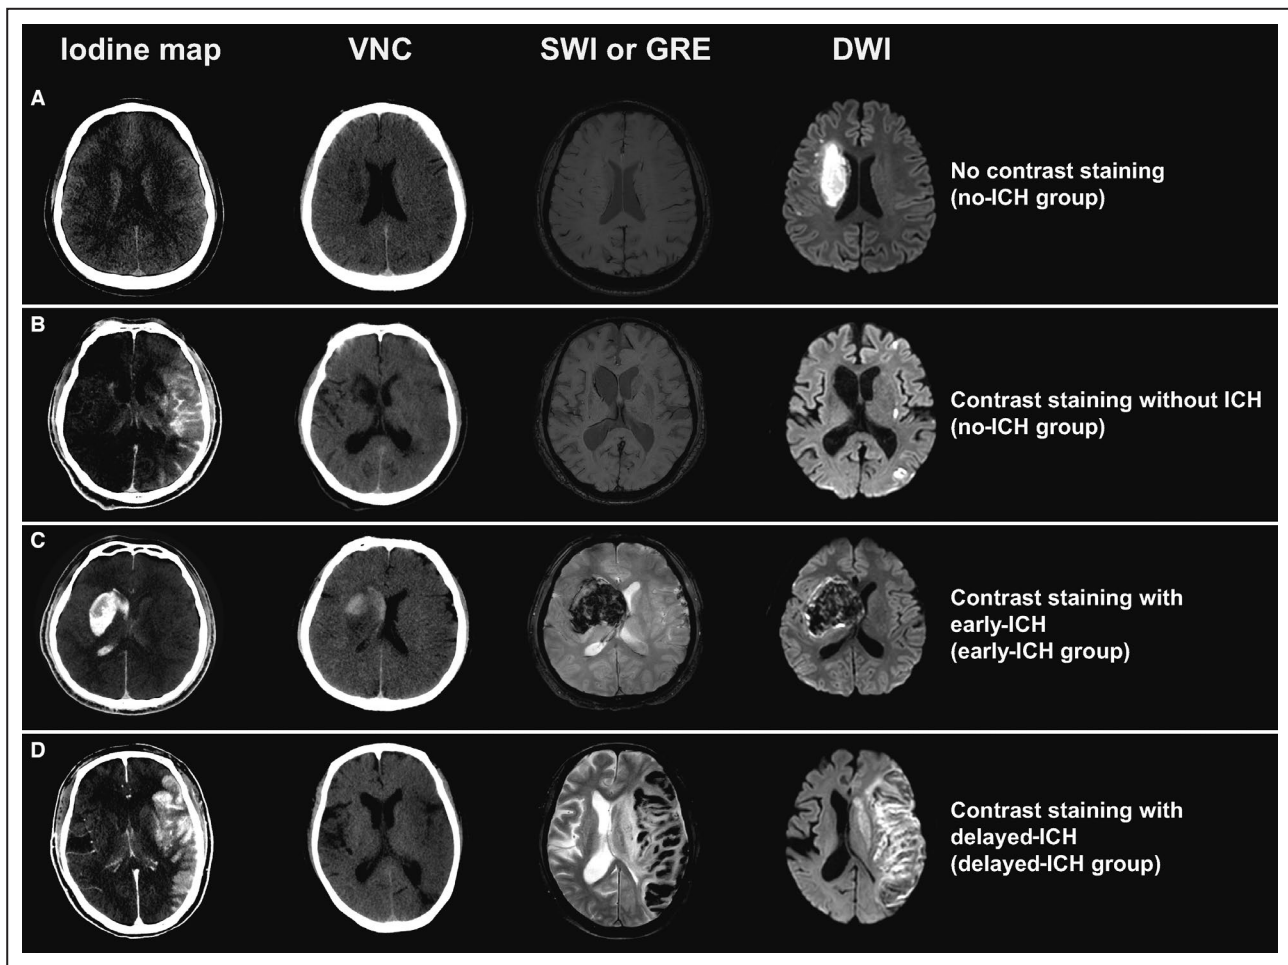 Iodine map VNC SWI or GRE DWI
A
No contrast staining
(no-ICH group)
B
Contrast staining without ICH
(no-ICH group)
C
Contrast staining with
early-ICH
(early-ICH group)
D
Contrast staining with
delayed-ICH
(delayed-ICH group)